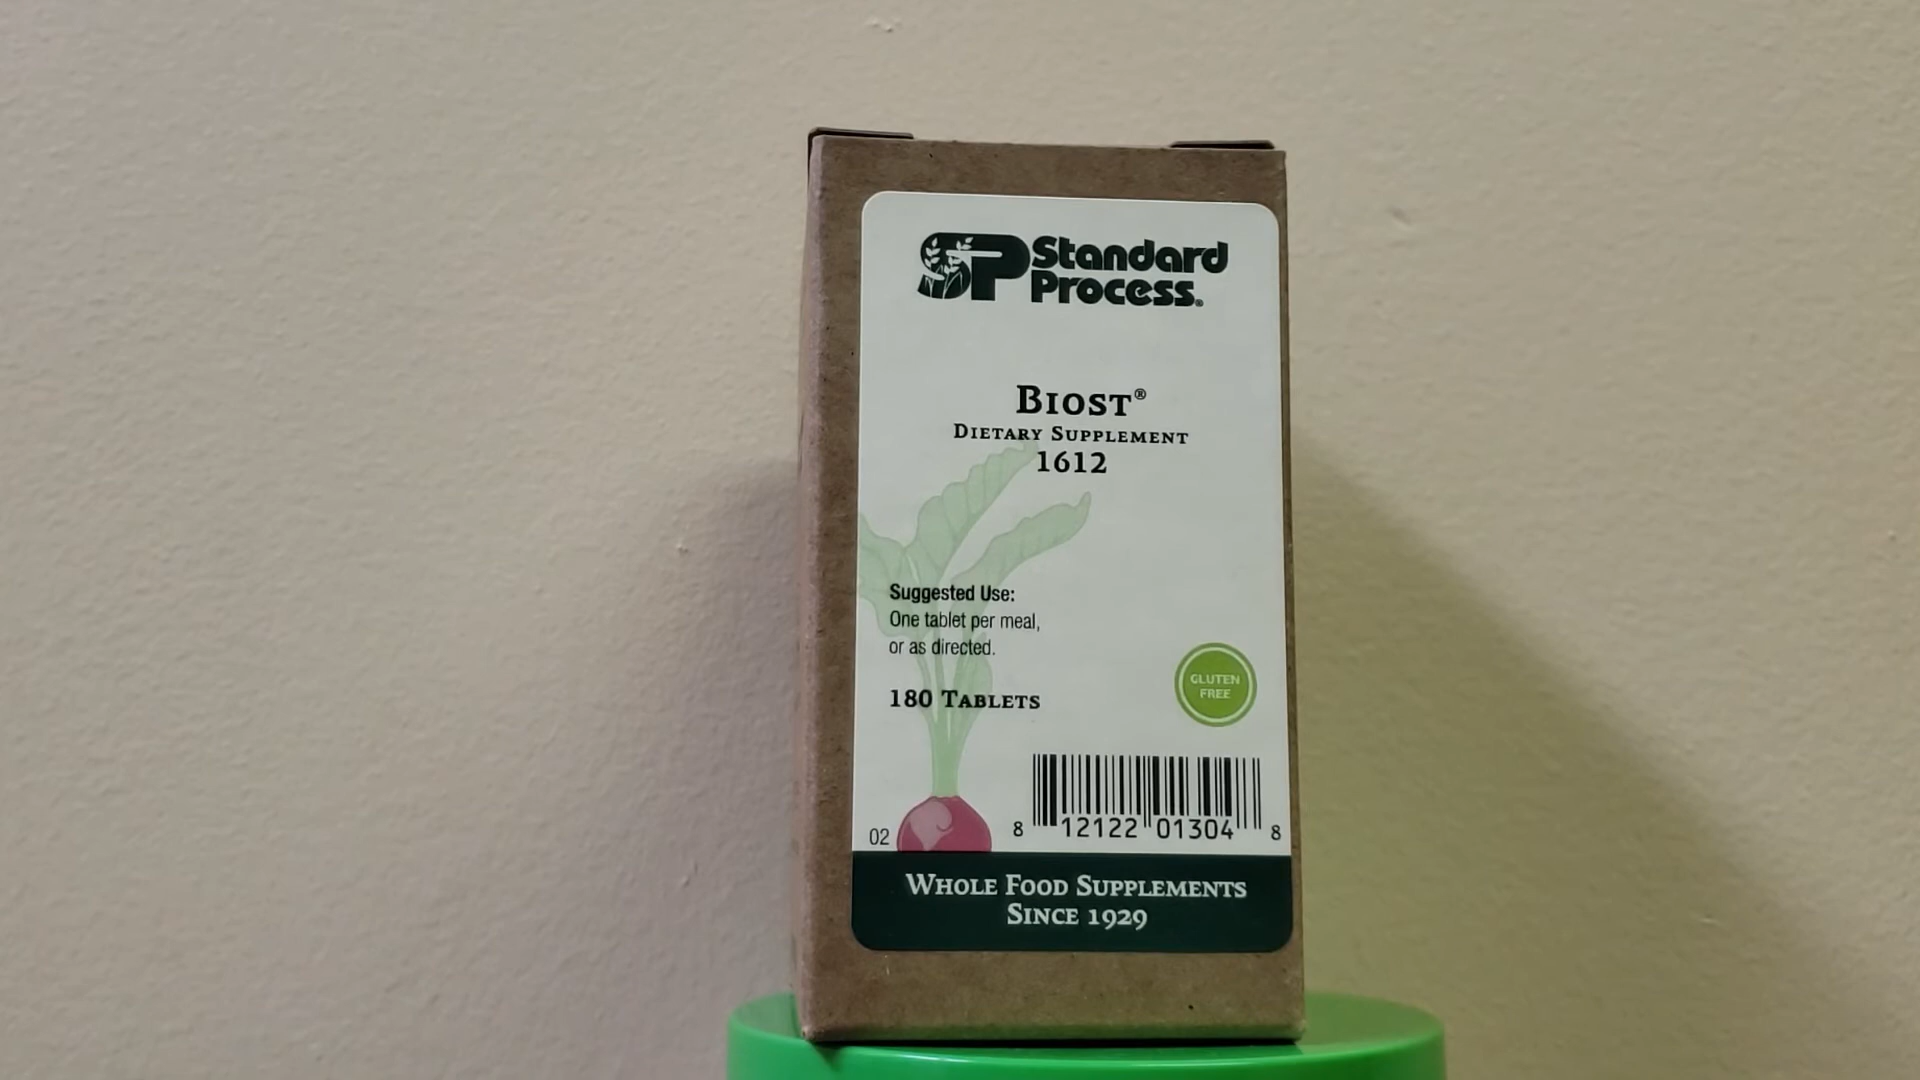 SP Standard
Process®
BIOST®
DIETARY SUPPLEMENT
1612
Suggested Use:
One tablet per meal,
or as directed.
180 TABLETS
GLUTEN
FREE
02
8 12122 01304 8
WHOLE FOOD SUPPLEMENTS
SINCE 1929